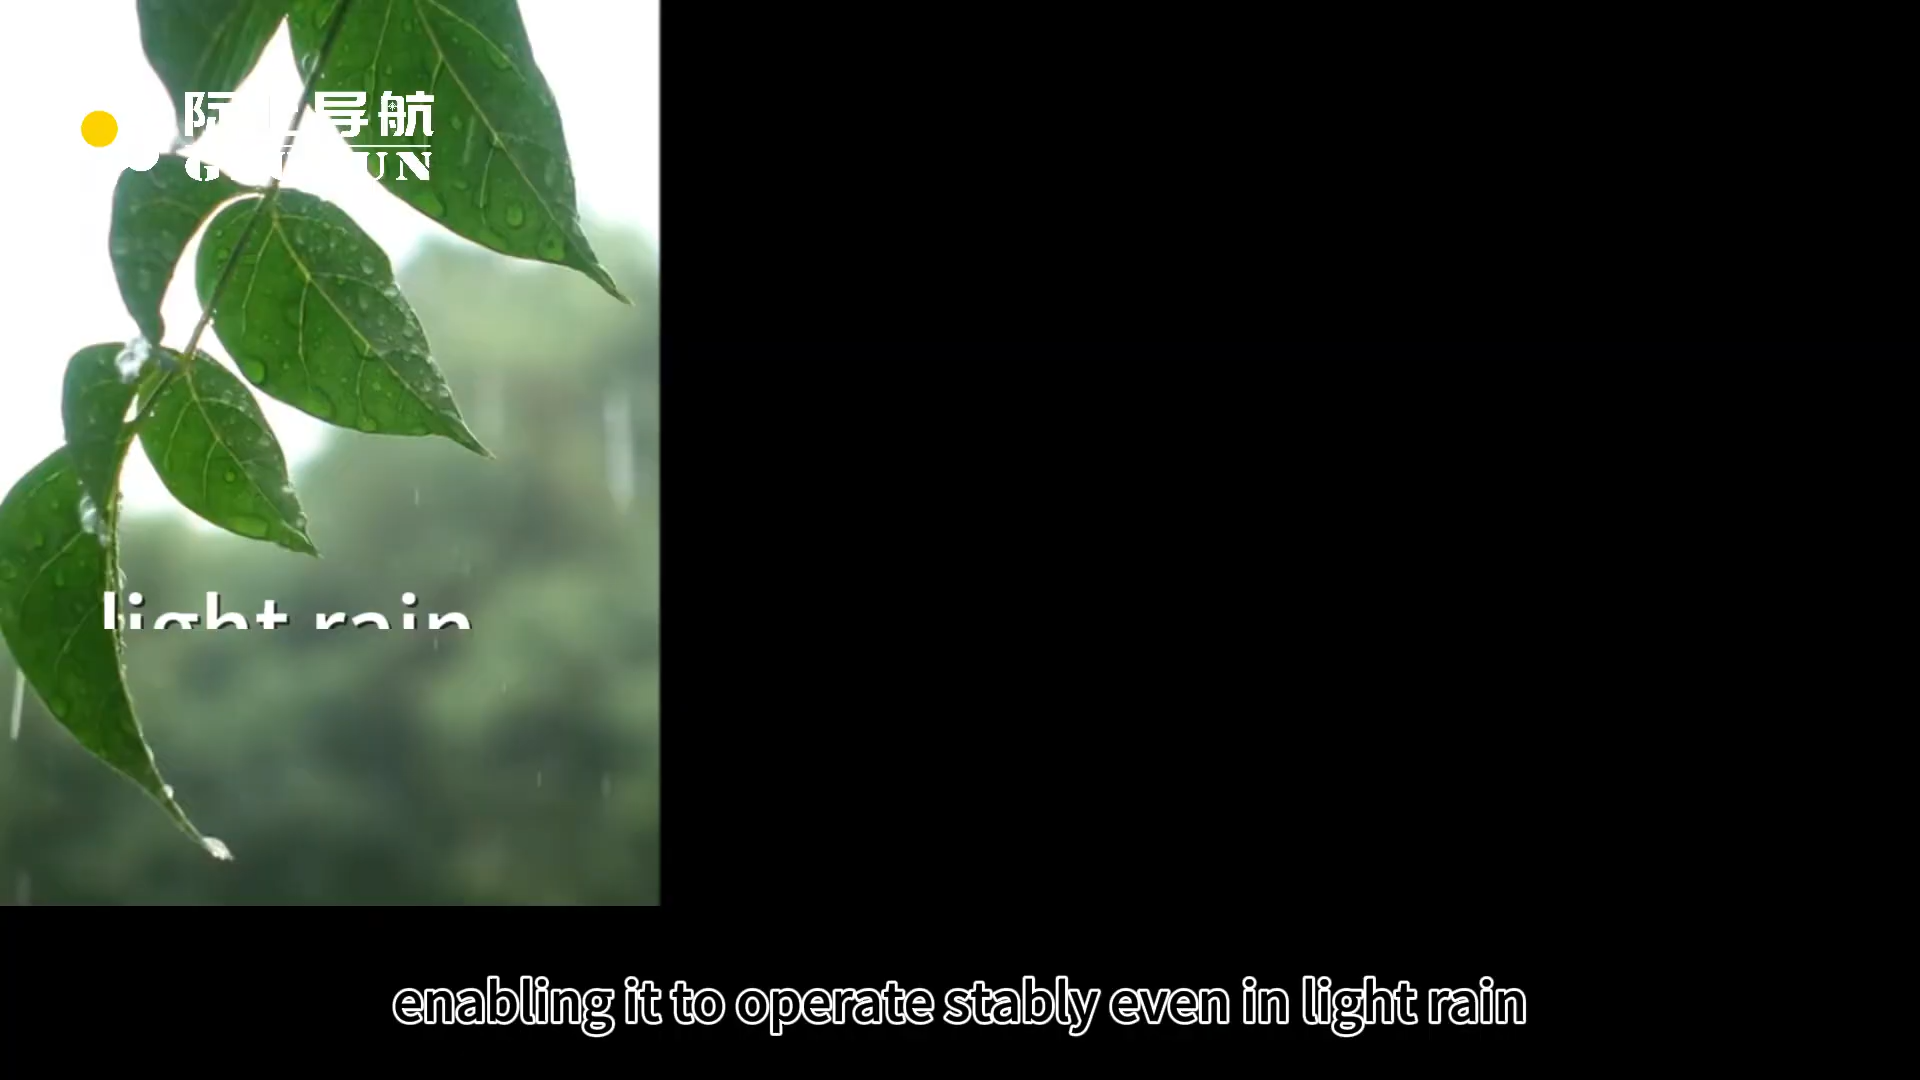 导航
light rain
enabling it to operate stably even in light rain